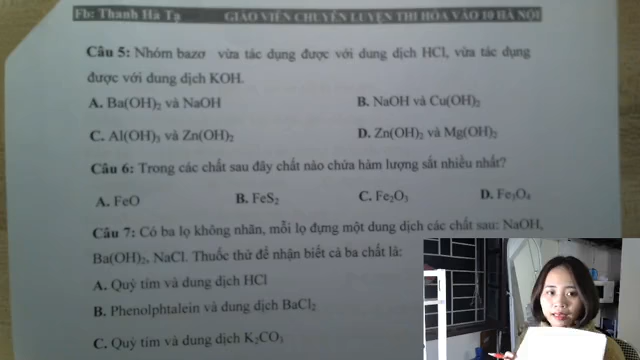 Fb: Thanh Hà Tạ GIÁO VIÊN CHUYÊN LUYỆN THI HÓA VÀO 10 HÀ NỘI
Câu 5: Nhóm bazơ vừa tác dụng được với dung dịch HCl, vừa tác dụng
được với dung dịch KOH.
A. Ba(OH)₂ và NaOH B. NaOH và Cu(OH)₂
C. Al(OH)₃ và Zn(OH)₂ D. Zn(OH)₂ và Mg(OH)₂
Câu 6: Trong các chất sau đây chất nào chứa hàm lượng sắt nhiều nhất?
A. FeO B. FeS₂ C. Fe₂O₃ D. Fe₃O₄
Câu 7: Có ba lọ không nhãn, mỗi lọ đựng một dung dịch các chất sau: NaOH,
Ba(OH)₂, NaCl. Thuốc thử để nhận biết cả ba chất là:
A. Quỳ tím và dung dịch HCl
B. Phenolphtalein và dung dịch BaCl₂
C. Quỳ tím và dung dịch K₂CO₃